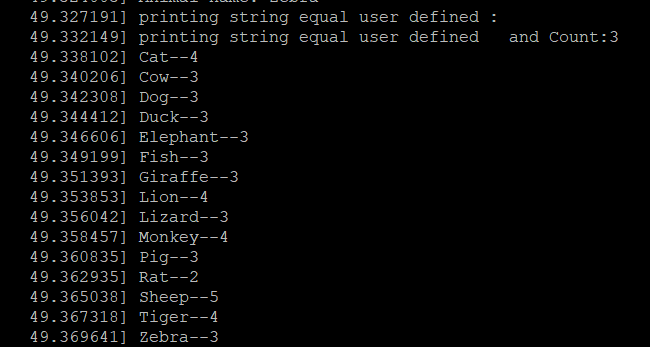 Animal Name: Zebra
49.327191] printing string equal user defined :
49.332149] printing string equal user defined   and Count:3
49.338102] Cat--4
49.340206] Cow--3
49.342308] Dog--3
49.344412] Duck--3
49.346606] Elephant--3
49.349199] Fish--3
49.351393] Giraffe--3
49.353853] Lion--4
49.356042] Lizard--3
49.358457] Monkey--4
49.360835] Pig--3
49.362935] Rat--2
49.365038] Sheep--5
49.367318] Tiger--4
49.369641] Zebra--3